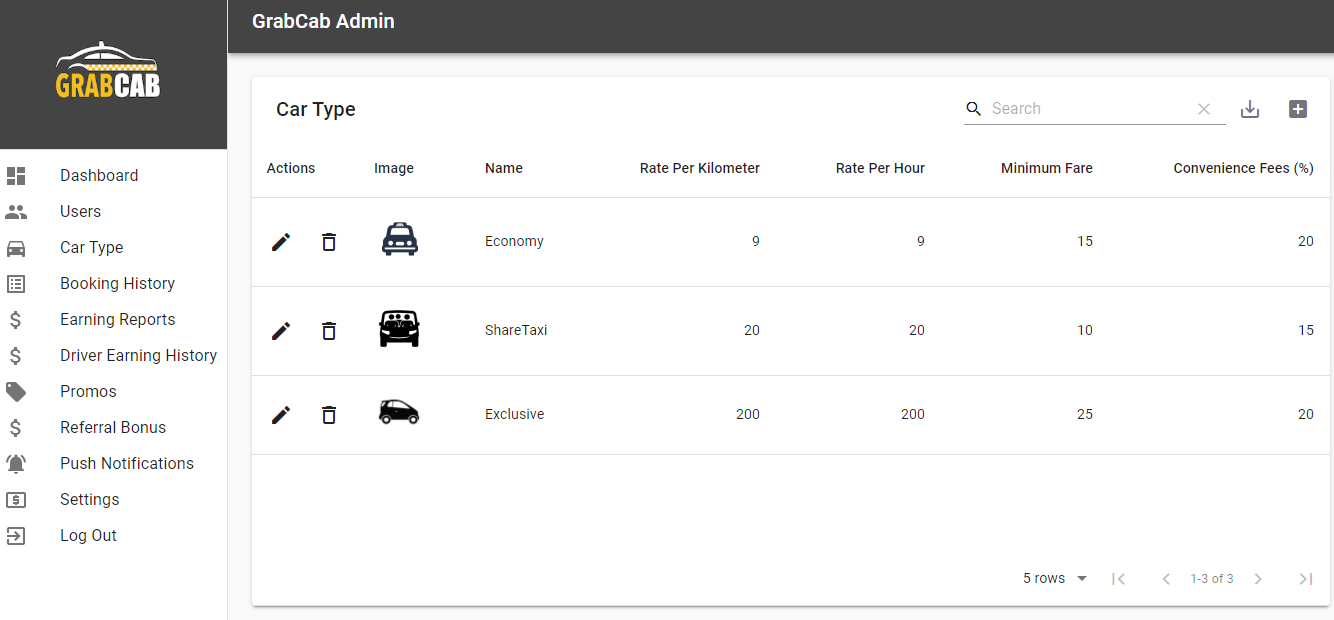 GRABCAB
GrabCab Admin
Dashboard
Users
Car Type
Booking History
Earning Reports
Driver Earning History
Promos
Referral Bonus
Push Notifications
Settings
Log Out
Car Type
Search
Actions Image Name Rate Per Kilometer Rate Per Hour Minimum Fare Convenience Fees (%)
Economy 9 9 15 20
ShareTaxi 20 20 10 15
Exclusive 200 200 25 20
5 rows 1-3 of 3